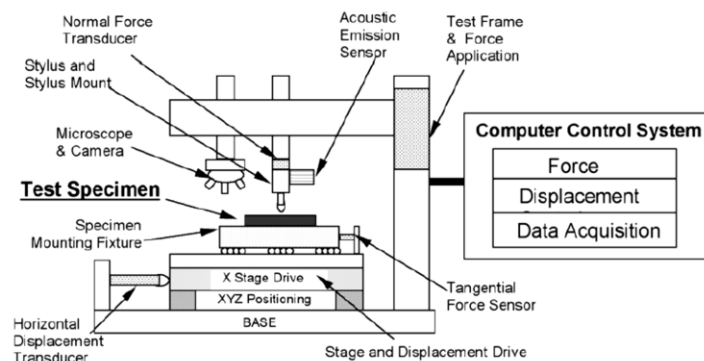 Normal Force
Transducer
Acoustic
Emission
Sensor
Test Frame
& Force
Application
Stylus and
Stylus Mount
Microscope
& Camera
Computer Control System
Force
Displacement
Data Acquisition
Test Specimen
Specimen
Mounting Fixture
X Stage Drive
XYZ Positioning
BASE
Tangential
Force Sensor
Horizontal
Displacement
Transducer
Stage and Displacement Drive